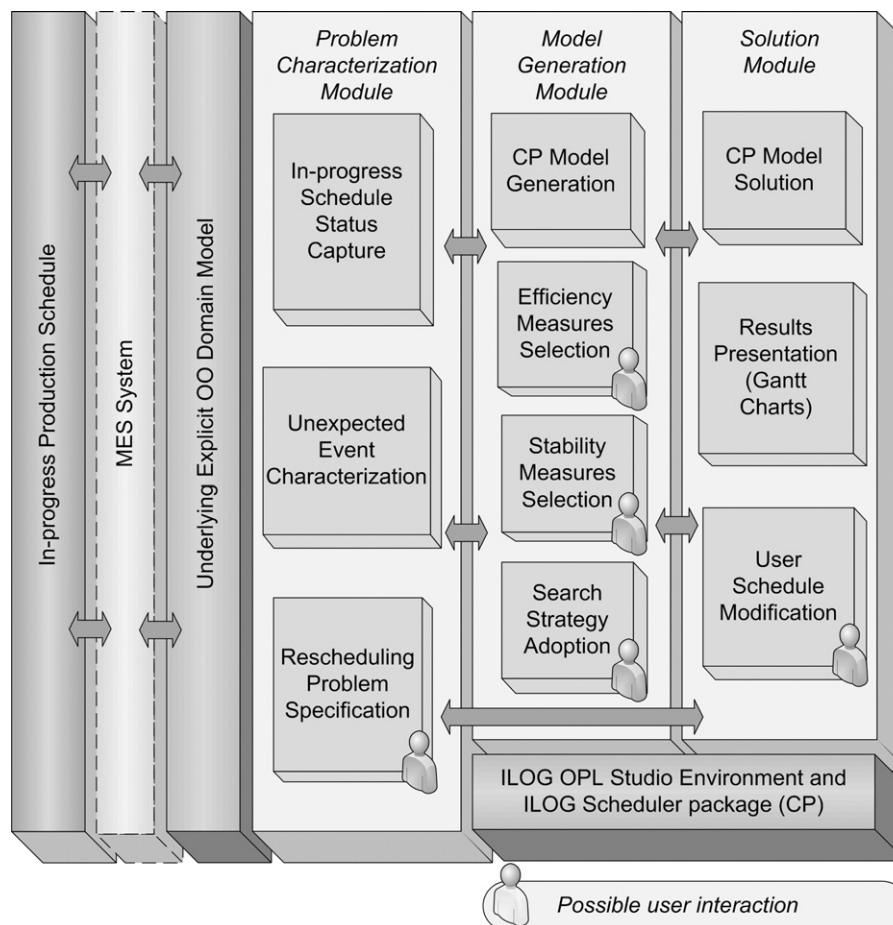 In-progress Production Schedule
MES System
Underlying Explicit OO Domain Model
Problem
Characterization
Module
In-progress
Schedule
Status
Capture
Unexpected
Event
Characterization
Rescheduling
Problem
Specification
Model
Generation
Module
CP Model
Generation
Efficiency
Measures
Selection
Stability
Measures
Selection
Search
Strategy
Adoption
Solution
Module
CP Model
Solution
Results
Presentation
(Gantt
Charts)
User
Schedule
Modification
ILOG OPL Studio Environment and
ILOG Scheduler package (CP)
Possible user interaction